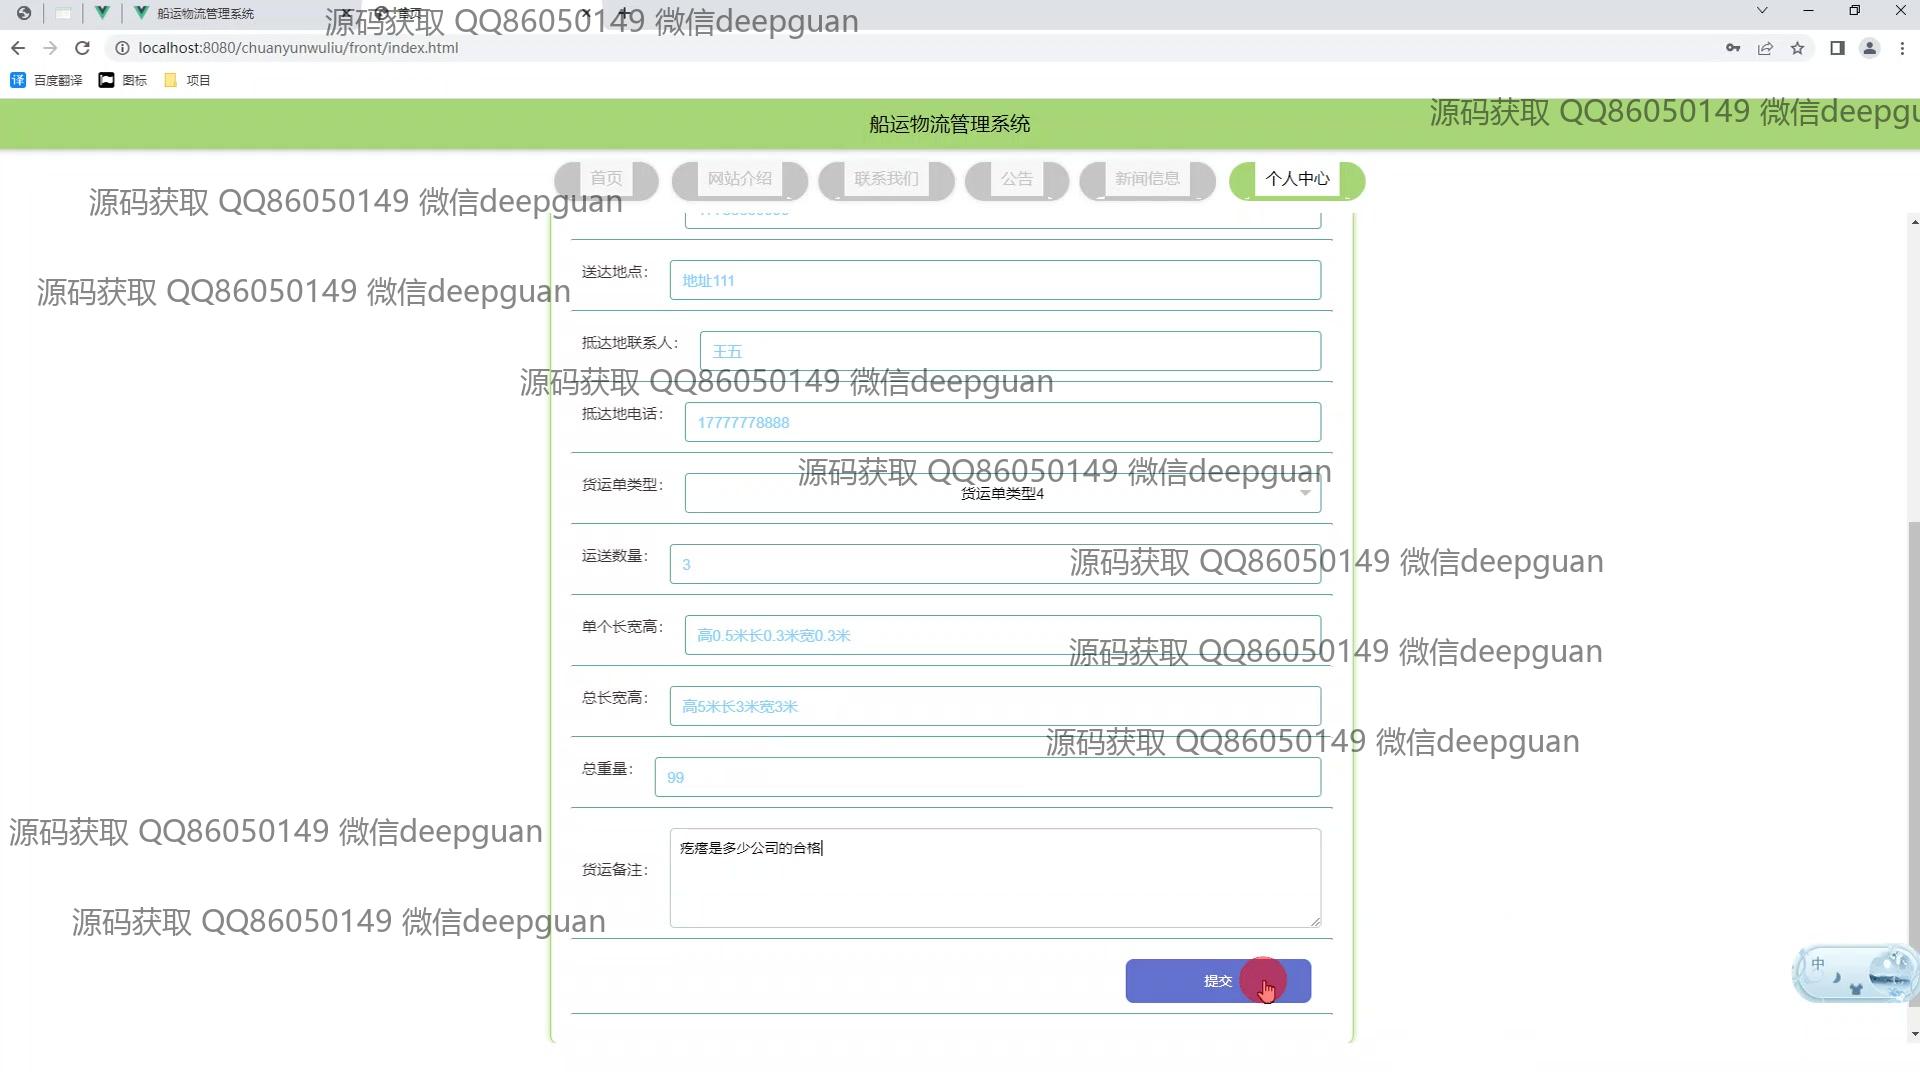 船运物流管理系统
首页
源码获取 QQ86050149 微信deepguan
localhost:8080/chuanyunwuliu/front/index.html
百度翻译
图标
项目
船运物流管理系统
源码获取 QQ86050149 微信deepgu
首页
网站介绍
联系我们
公告
新闻信息
个人中心
源码获取 QQ86050149 微信deepguan
送达地点：
地址111
源码获取 QQ86050149 微信deepguan
抵达地联系人：
王五
源码获取 QQ86050149 微信deepguan
抵达地电话：
17777778888
源码获取 QQ86050149 微信deepguan
货运单类型：
货运单类型4
运送数量：
3
源码获取 QQ86050149 微信deepguan
单个长宽高：
高0.5米长0.3米宽0.3米
源码获取 QQ86050149 微信deepguan
总长宽高：
高5米长3米宽3米
源码获取 QQ86050149 微信deepguan
总重量：
99
源码获取 QQ86050149 微信deepguan
货运备注：
疙瘩是多少公司的合格
源码获取 QQ86050149 微信deepguan
提交
中